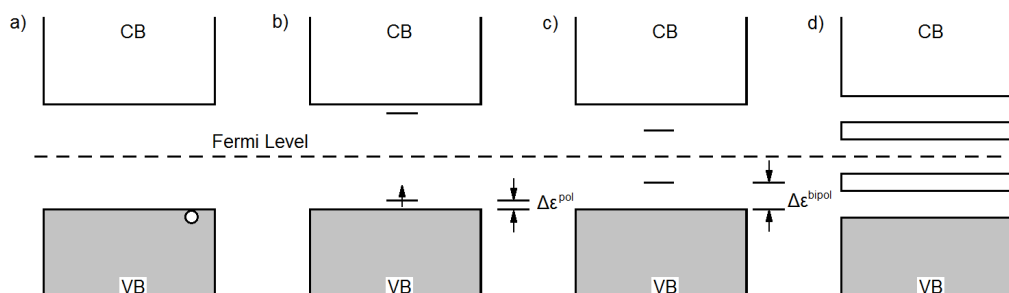 a)
CB
b)
CB
c)
CB
d)
CB
Fermi Level
Δε^pol
Δε^bipol
VB
VB
VB
VB